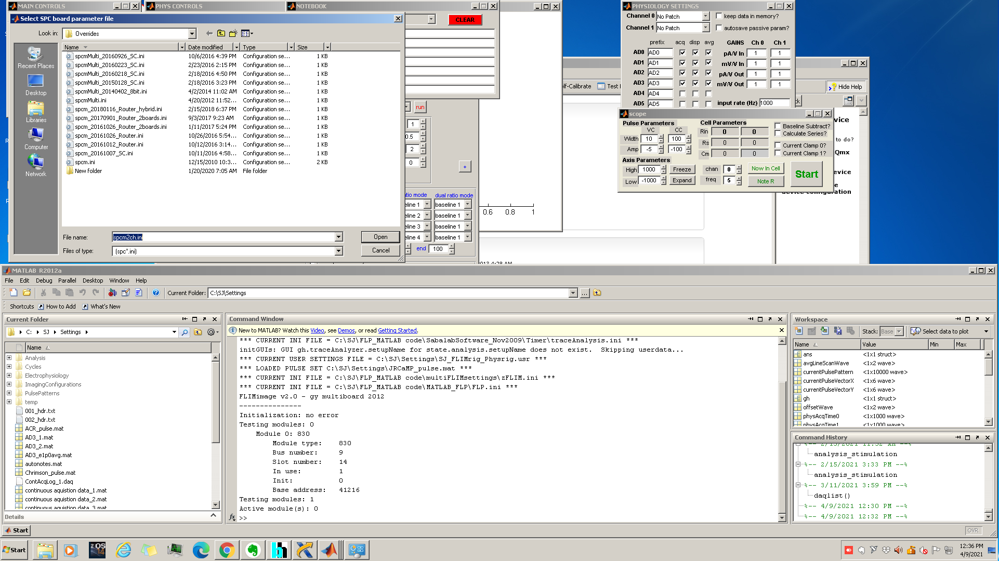 MAIN CONTROLS
PHYS CONTROLS
NOTEBOOK
Select SPC board parameter file
Look in:
Overrides
Name
Date modified
Type
Size
spcmMulti_20160926_SC.ini 10/6/2016 4:39 PM Configuration se... 1 KB
spcmMulti_20160223_SC.ini 2/23/2016 2:15 PM Configuration se... 1 KB
spcmMulti_20160218_SC.ini 2/18/2016 4:50 PM Configuration se... 1 KB
spcmMulti_20150128_SC.ini 2/18/2016 3:23 PM Configuration se... 1 KB
spcmMulti_20140402_8bit.ini 4/2/2014 11:02 AM Configuration se... 1 KB
spcmMulti.ini 4/20/2012 11:52... Configuration se... 1 KB
spcm_20180116_Router_hybrid.ini 2/15/2018 6:37 PM Configuration se... 1 KB
spcm_20170901_Router_2boards.ini 9/3/2017 9:23 AM Configuration se... 1 KB
spcm_20161026_Router_2boards.ini 1/11/2017 5:24 PM Configuration se... 1 KB
spcm_20161026_Router.ini 10/26/2016 5:54... Configuration se... 1 KB
spcm_20161012_Router.ini 10/12/2016 3:14... Configuration se... 1 KB
spcm_20161007_SC.ini 10/11/2016 4:58... Configuration se... 1 KB
spcm.ini 12/15/2010 10:3... Configuration se... 2 KB
New folder 1/20/2020 7:05 AM File folder
Recent Places
Desktop
Libraries
Computer
Network
File name: spcm2ch.ini
Open
Files of type: (spc*.ini)
Cancel
CLEAR
run
1
0.5
2
0
+
tio mode dual ratio mode
eline 1 baseline 1
eline 2 baseline 1
eline 3 baseline 1
eline 4 baseline 1
end 100
0.6 0.8 1
2013 4:28 AM
elf-Calibrate
Test
Hide Help
PHYSIOLOGY SETTINGS
Channel 0 No Patch keep data in memory?
Channel 1 No Patch autosave passive param?
prefix acq disp avg GAINS Ch 0 Ch 1
AD0 AD0 pA/V In 1 1
AD1 AD1 mV/V In 1 1
AD2 AD2 pA/V Out 1 1
AD3 AD3 mV/V Out 1 1
AD4 AD4
AD5 AD5 input rate (Hz) 1000
scope
Pulse Parameters
VC CC
Width 10 100
Amp -5 -100
Axis Parameters
High 1000 Freeze
Low -1000 Expand
Cell Parameters
Rin 0 0
Rs 0 0
Cm 0 0
Baseline Subtract?
Calculate Series?
Current Clamp 0?
Current Clamp 1?
chan 0 Now In Cell
freq 5 Note R
Start
vice
to do?
Qmx
evice
e
device configuration
MATLAB R2012a
File Edit Debug Parallel Desktop Window Help
Current Folder: C:\SJ\Settings
Shortcuts How to Add What's New
Current Folder
C: SJ Settings
Name
Analysis
Cycles
Electrophysiology
ImagingConfigurations
PulsePatterns
temp
001_hdr.txt
002_hdr.txt
ACR_pulse.mat
AD3_1.mat
AD3_2.mat
AD3_e1p0avg.mat
autonotes.mat
Chrimson_pulse.mat
ContAcqLog_1.daq
continuous aquistion data_1.mat
continuous aquistion data_2.mat
continuous aquistion data_3.mat
Details
Command Window
New to MATLAB? Watch this Video, see Demos, or read Getting Started.
*** CURRENT INI FILE = C:\SJ\FLP_MATLAB code\SabalabSoftware_Nov2009\Timer\traceAnalysis.ini ***
initGUIs: GUI gh.traceAnalyzer.setupName for state.analysis.setupName does not exist. Skipping userdata...
*** CURRENT USER SETTINGS FILE = C:\SJ\Settings\SJ_FLIMrig_Physrig.usr ***
*** LOADED PULSE SET C:\SJ\Settings\JRCaMP_pulse.mat ***
*** CURRENT INI FILE = C:\SJ\FLP_MATLAB code\multiFLIMsettings\zFLIM.ini ***
*** CURRENT INI FILE = C:\SJ\FLP_MATLAB code\MATLAB_FLP\FLP.ini ***
FLIMimage v2.0 - gy multiboard 2012
---------------
Initialization: no error
Testing modules: 0
Module 0: 830
Module type: 830
Bus number: 9
Slot number: 14
In use: 1
Init: 0
Base address: 41216
Testing modules: 1
Active module(s): 0
fx >>
Workspace
Stack: Base Select data to plot
Name Value Min Max
ans <1x1 struct>
avgLineScanWave <1x2 wave>
currentPulsePattern <1x10000 wave>
currentPulseVectorX <1x6 wave>
currentPulseVectorY <1x6 wave>
gh <1x1 struct>
offsetWave <1x2 wave>
physAcqTime0 <1x1000 wave>
physAcqTime1 <1x1000 wave>
Command History
%-- 2/15/2021 11:52 AM --%
analysis_stimulation
%-- 2/15/2021 3:33 PM --%
analysis_stimulation
%-- 3/11/2021 3:59 PM --%
daqlist()
%-- 4/9/2021 12:30 PM --%
%-- 4/9/2021 12:32 PM --%
Start
OVR
Start
12:36 PM
4/9/2021